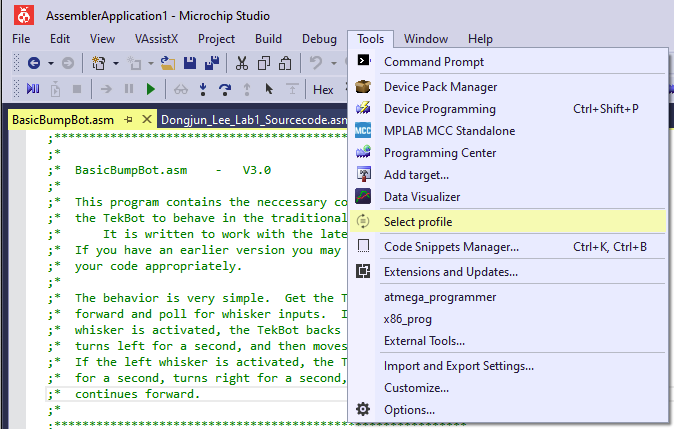 AssemblerApplication1 - Microchip Studio
File Edit View VAssistX Project Build Debug Tools Window Help
Hex
BasicBumpBot.asm Dongjun_Lee_Lab1_Sourcecode.asm
;***********************************************
;*
;* BasicBumpBot.asm - V3.0
;*
;* This program contains the neccessary
;* the TekBot to behave in the traditional
;* It is written to work with the
;* If you have an earlier version you may
;* your code appropriately.
;*
;* The behavior is very simple. Get the
;* forward and poll for whisker inputs.
;* whisker is activated, the TekBot backs
;* turns left for a second, and then moves
;* If the left whisker is activated, the
;* for a second, turns right for a second,
;* continues forward.
;*
;***********************************************************
Command Prompt
Device Pack Manager
Device Programming Ctrl+Shift+P
MCC MPLAB MCC Standalone
Programming Center
Add target...
Data Visualizer
Select profile
Code Snippets Manager... Ctrl+K, Ctrl+B
Extensions and Updates...
atmega_programmer
x86_prog
External Tools...
Import and Export Settings...
Customize...
Options...